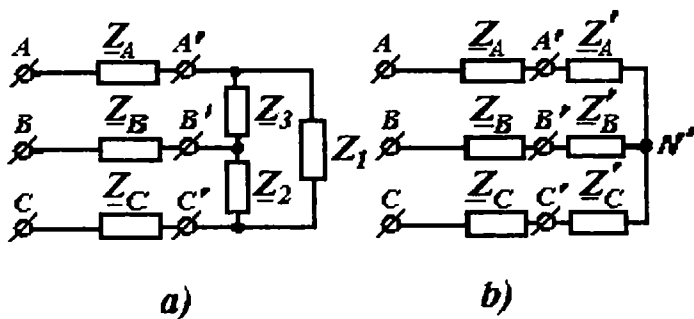 A Z_A A' A Z_A A' Z'_A
Z_3
B Z_B B' Z_1 B Z_B B' Z'_B N'
Z_2
C Z_C C' C Z_C C' Z'_C
a) b)